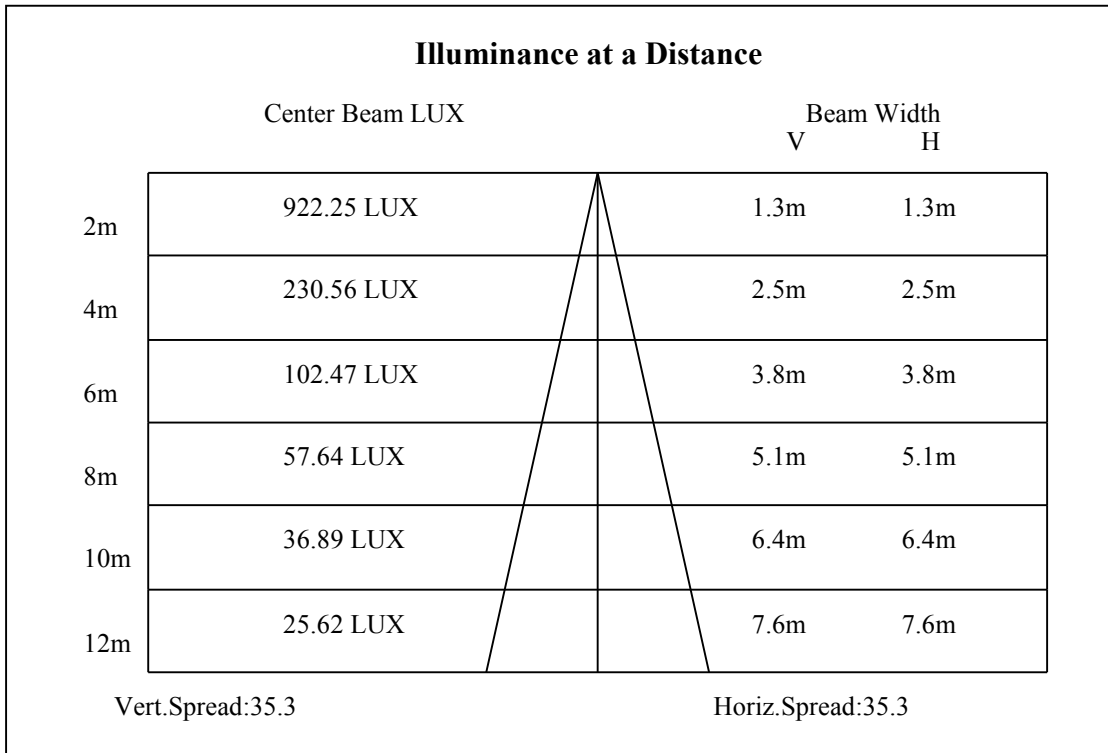 Illuminance at a Distance
Center Beam LUX Beam Width
V H
2m 922.25 LUX 1.3m 1.3m
4m 230.56 LUX 2.5m 2.5m
6m 102.47 LUX 3.8m 3.8m
8m 57.64 LUX 5.1m 5.1m
10m 36.89 LUX 6.4m 6.4m
12m 25.62 LUX 7.6m 7.6m
Vert.Spread:35.3 Horiz.Spread:35.3